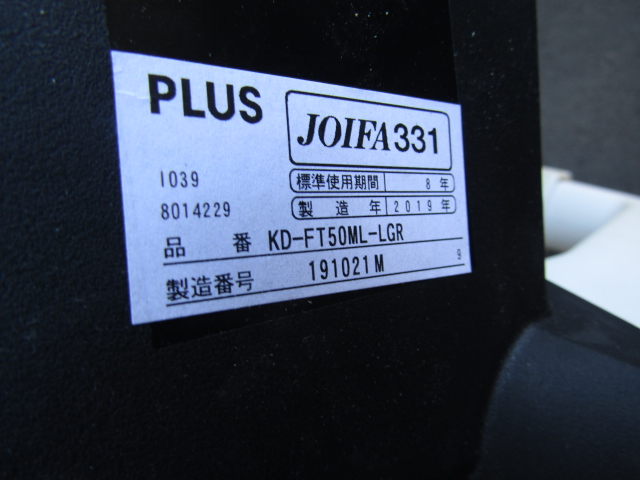 PLUS
JOIFA331
1039
標準使用期間 8 年
8014229
製造年 2019年
品番 KD-FT50ML-LGR
製造番号 191021M
9